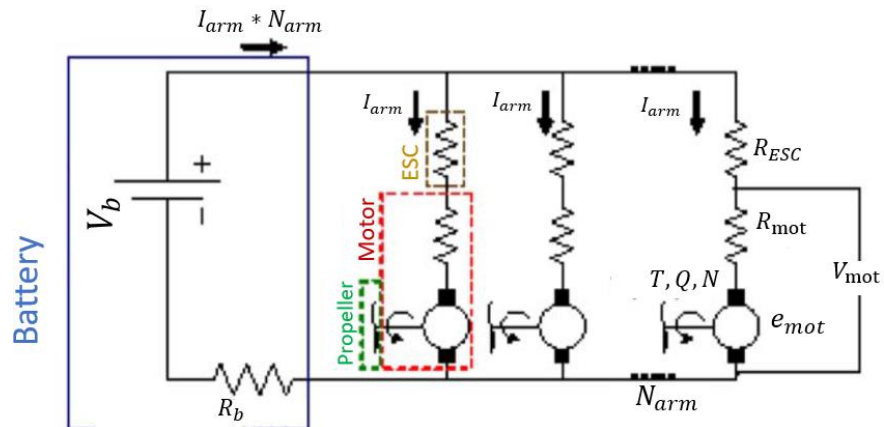 I_arm * N_arm
I_arm
I_arm
I_arm
R_ESC
ESC
+
V_b
−
Battery
Motor
R_mot
V_mot
T, Q, N
Propeller
e_mot
R_b
N_arm